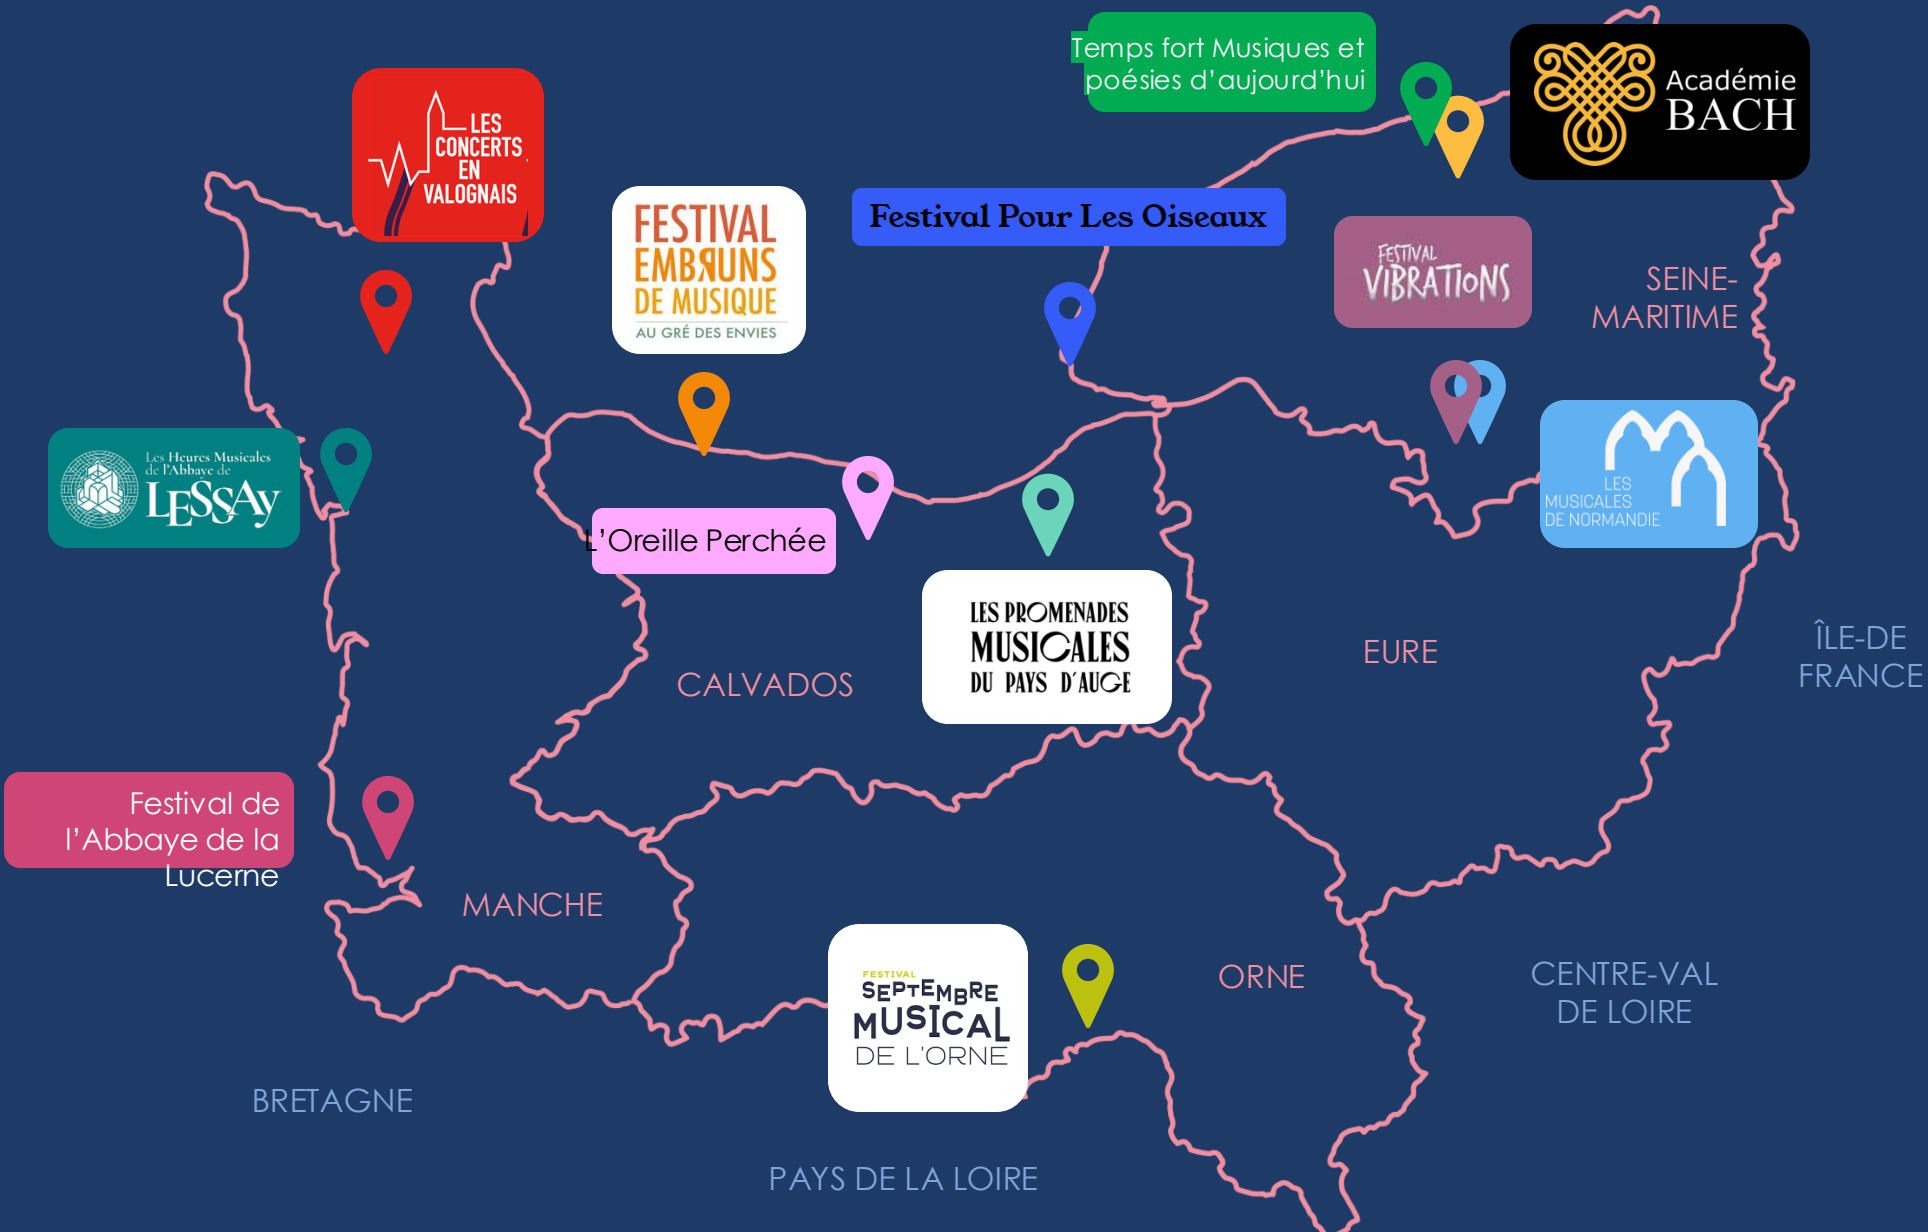 Temps fort Musiques et
poésies d'aujourd'hui
Académie
BACH
LES
CONCERTS
EN
VALOGNAIS
FESTIVAL
EMBRUNS
DE MUSIQUE
AU GRÉ DES ENVIES
Festival Pour Les Oiseaux
FESTIVAL
VIBRATIONS
SEINE-
MARITIME
Les Heures Musicales
de l'Abbaye de
LESSAY
L'Oreille Perchée
LES
MUSICALES
DE NORMANDIE
LES PROMENADES
MUSICALES
DU PAYS D'AUGE
CALVADOS
EURE
ÎLE-DE
FRANCE
Festival de
l'Abbaye de la
Lucerne
MANCHE
FESTIVAL
SEPTEMBRE
MUSICAL
DE L'ORNE
ORNE
CENTRE-VAL
DE LOIRE
BRETAGNE
PAYS DE LA LOIRE